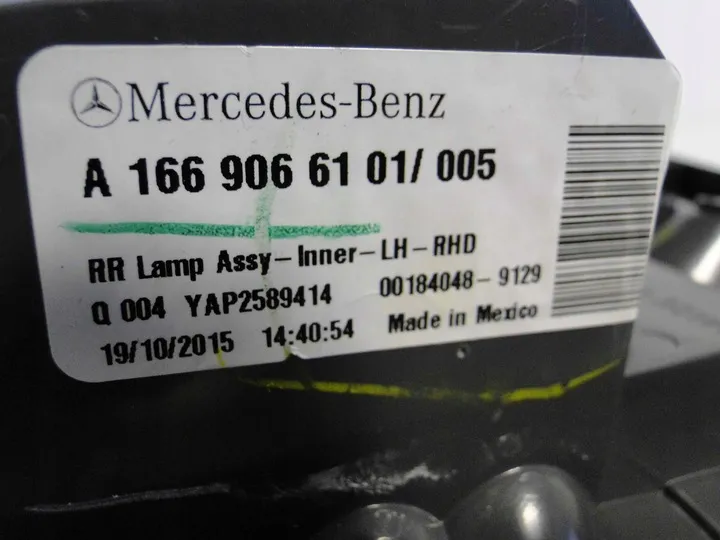 Mercedes-Benz
A 166 906 61 01/ 005
RR Lamp Assy-Inner-LH-RHD
Q 004 YAP2589414 00184048-9129
19/10/2015 14:40:54 Made in Mexico